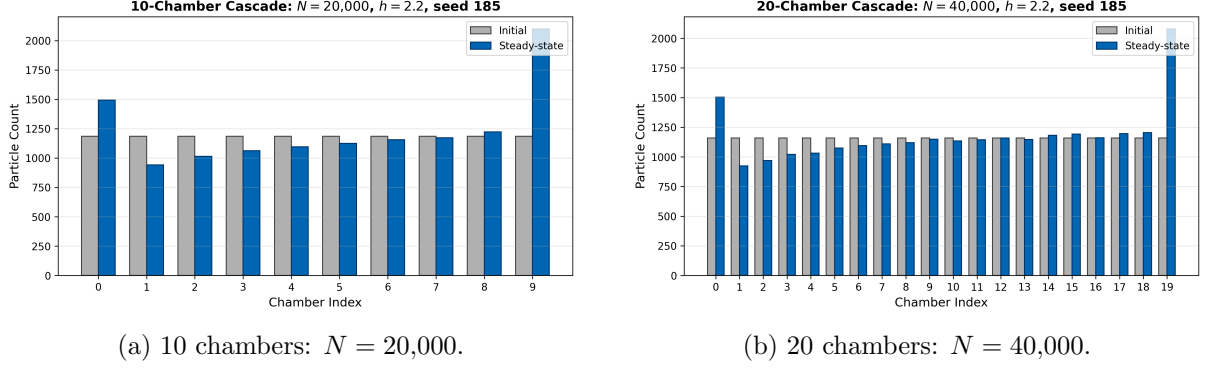 10-Chamber Cascade: N = 20,000, h = 2.2, seed 185
Initial
Steady-state
Particle Count
2000
1750
1500
1250
1000
750
500
250
0
0 1 2 3 4 5 6 7 8 9
Chamber Index
(a) 10 chambers: N = 20,000.
20-Chamber Cascade: N = 40,000, h = 2.2, seed 185
Initial
Steady-state
Particle Count
2000
1750
1500
1250
1000
750
500
250
0
0 1 2 3 4 5 6 7 8 9 10 11 12 13 14 15 16 17 18 19
Chamber Index
(b) 20 chambers: N = 40,000.